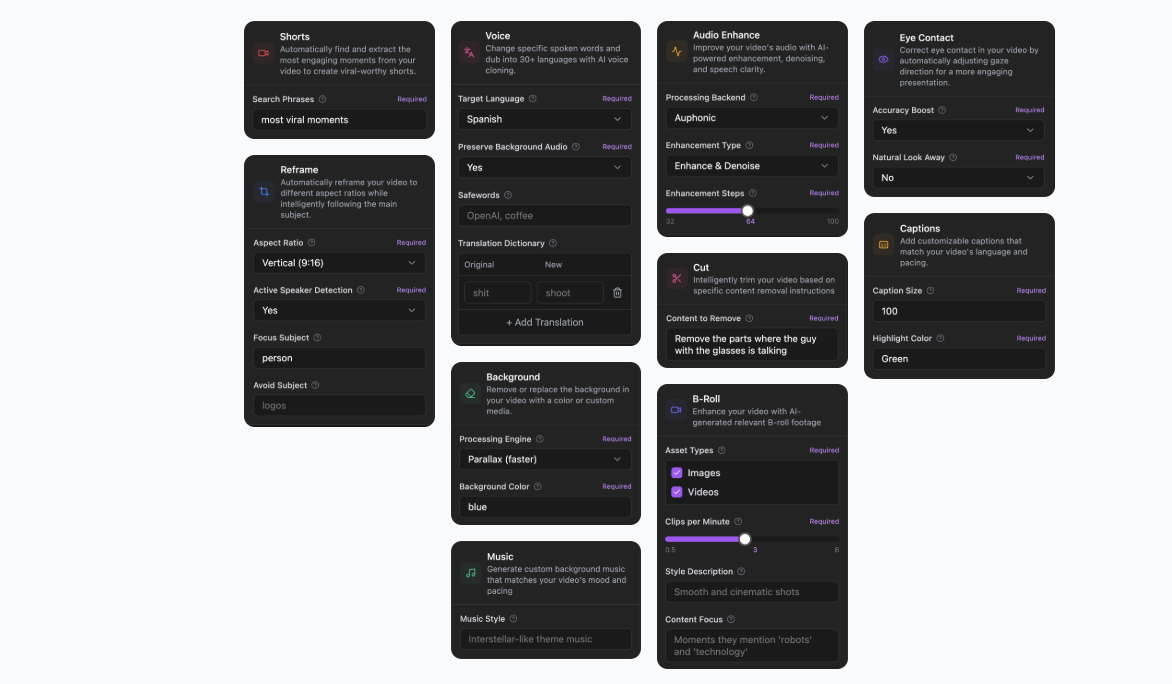 Shorts
Automatically find and extract the
most engaging moments from your
video to create viral-worthy shorts.
Search Phrases
Required
most viral moments
Reframe
Automatically reframe your video to
different aspect ratios while
intelligently following the main
subject.
Aspect Ratio
Required
Vertical (9:16)
Active Speaker Detection
Required
Yes
Focus Subject
person
Avoid Subject
logos
Voice
Change specific spoken words and
dub into 30+ languages with AI voice
cloning.
Target Language
Required
Spanish
Preserve Background Audio
Required
Yes
Safewords
OpenAI, coffee
Translation Dictionary
Original
New
shit
shoot
+ Add Translation
Background
Remove or replace the background in
your video with a color or custom
media.
Processing Engine
Required
Parallax (faster)
Background Color
Required
blue
Music
Generate custom background music
that matches your video's mood and
pacing
Music Style
Interstellar-like theme music
Audio Enhance
Improve your video's audio with AI-
powered enhancement, denoising,
and speech clarity.
Processing Backend
Required
Auphonic
Enhancement Type
Required
Enhance & Denoise
Enhancement Steps
Required
32
64
100
Cut
Intelligently trim your video based on
specific content removal instructions
Content to Remove
Required
Remove the parts where the guy
with the glasses is talking
B-Roll
Enhance your video with AI-
generated relevant B-roll footage
Asset Types
Required
Images
Videos
Clips per Minute
Required
0.5
3
6
Style Description
Smooth and cinematic shots
Content Focus
Moments they mention 'robots'
and 'technology'
Eye Contact
Correct eye contact in your video by
automatically adjusting gaze
direction for a more engaging
presentation.
Accuracy Boost
Required
Yes
Natural Look Away
Required
No
Captions
Add customizable captions that
match your video's language and
pacing.
Caption Size
Required
100
Highlight Color
Required
Green